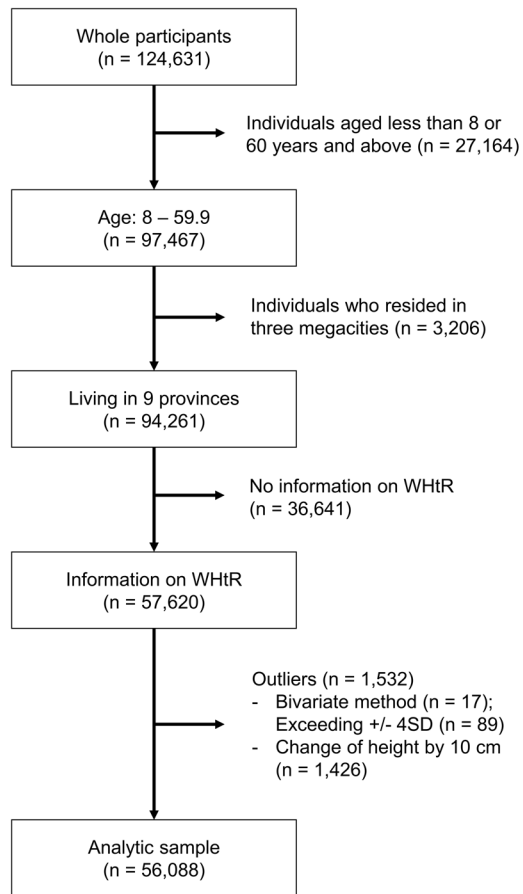 Whole participants
(n = 124,631)
Individuals aged less than 8 or
60 years and above (n = 27,164)
Age: 8 – 59.9
(n = 97,467)
Individuals who resided in
three megacities (n = 3,206)
Living in 9 provinces
(n = 94,261)
No information on WHtR
(n = 36,641)
Information on WHtR
(n = 57,620)
Outliers (n = 1,532)
- Bivariate method (n = 17);
Exceeding +/- 4SD (n = 89)
- Change of height by 10 cm
(n = 1,426)
Analytic sample
(n = 56,088)